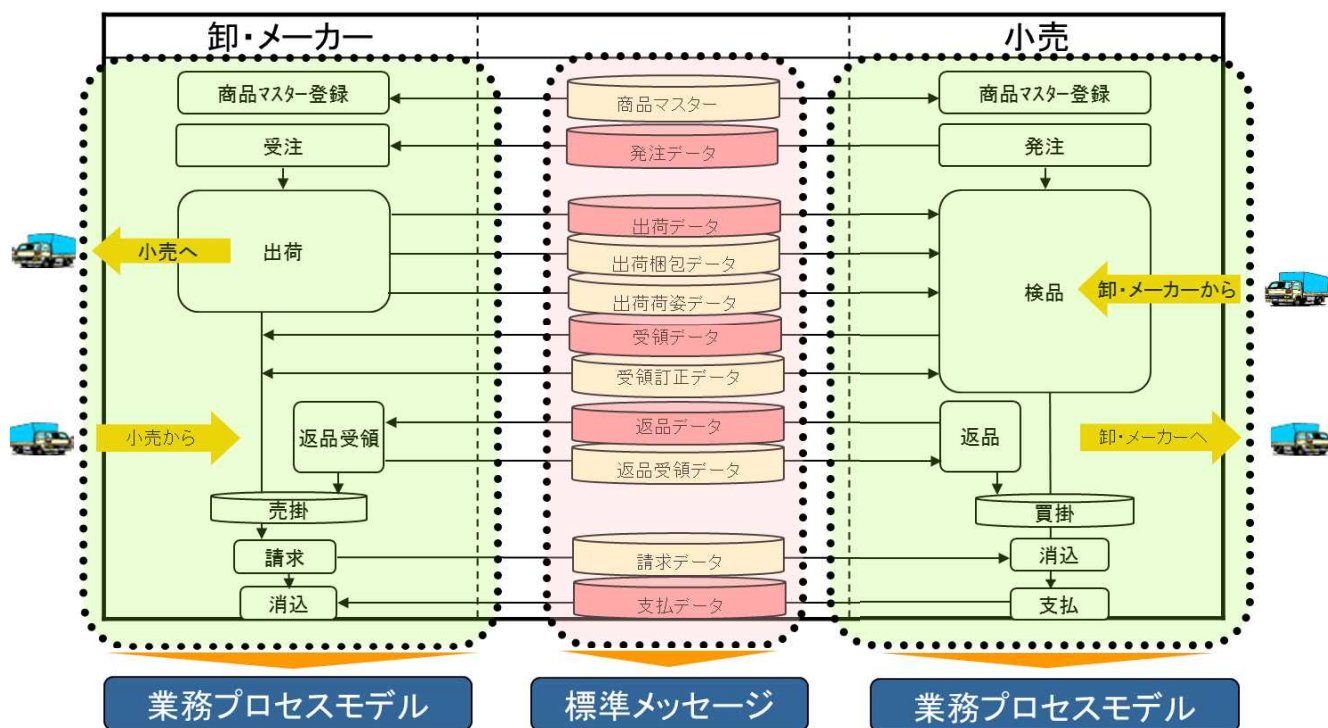 卸・メーカー
小売
商品マスター登録
商品マスター
商品マスター登録
受注
発注データ
発注
出荷
出荷データ
出荷梱包データ
出荷荷姿データ
受領データ
受領訂正データ
検品
小売へ
卸・メーカーから
小売から
返品受領
返品データ
返品受領データ
返品
卸・メーカーへ
売掛
買掛
請求
請求データ
消込
消込
支払データ
支払
業務プロセスモデル
標準メッセージ
業務プロセスモデル